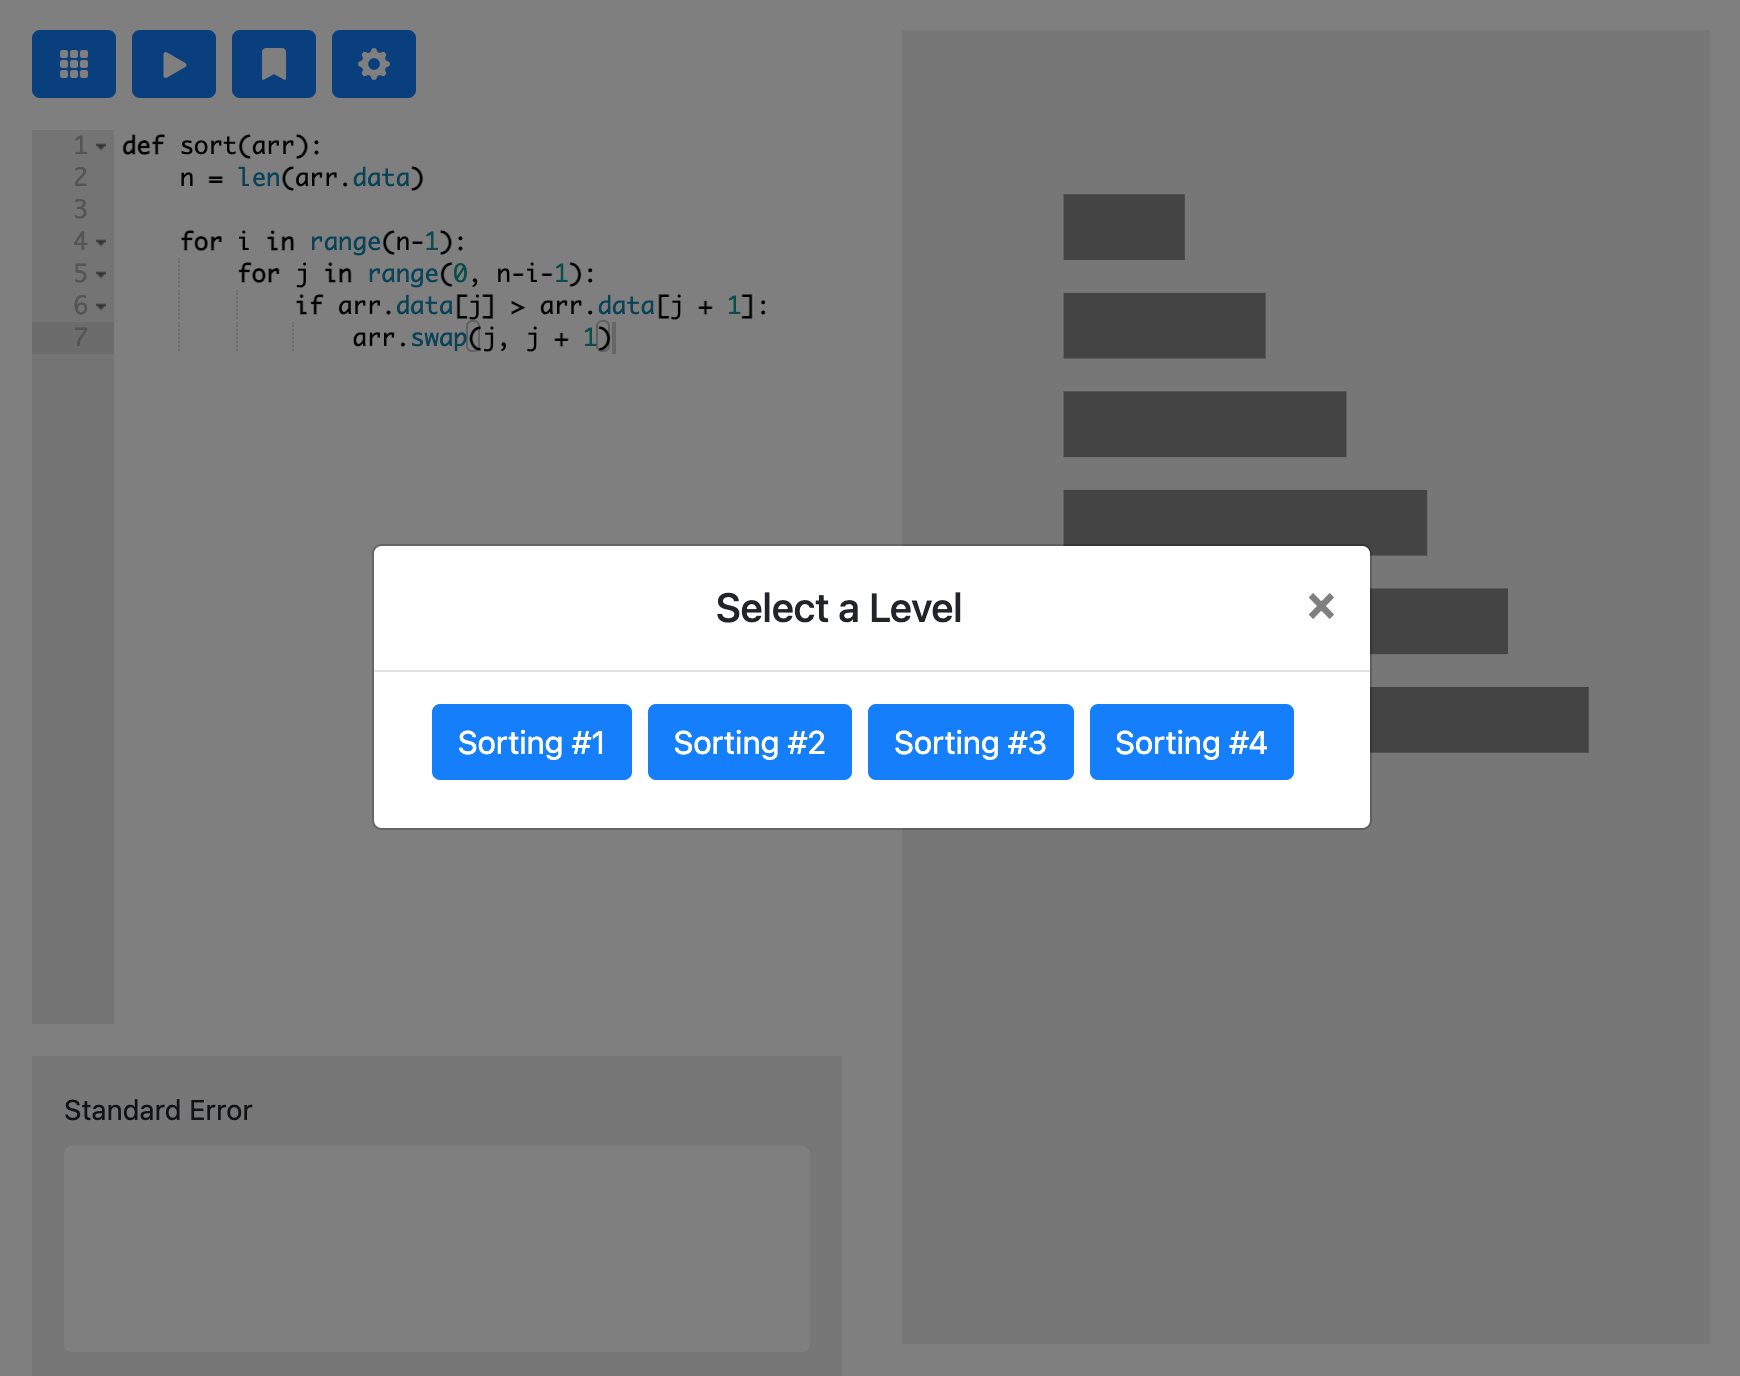 1 def sort(arr):
2     n = len(arr.data)
3
4     for i in range(n-1):
5         for j in range(0, n-i-1):
6             if arr.data[j] > arr.data[j + 1]:
7                 arr.swap(j, j + 1)
Select a Level ×
Sorting #1 Sorting #2 Sorting #3 Sorting #4
Standard Error